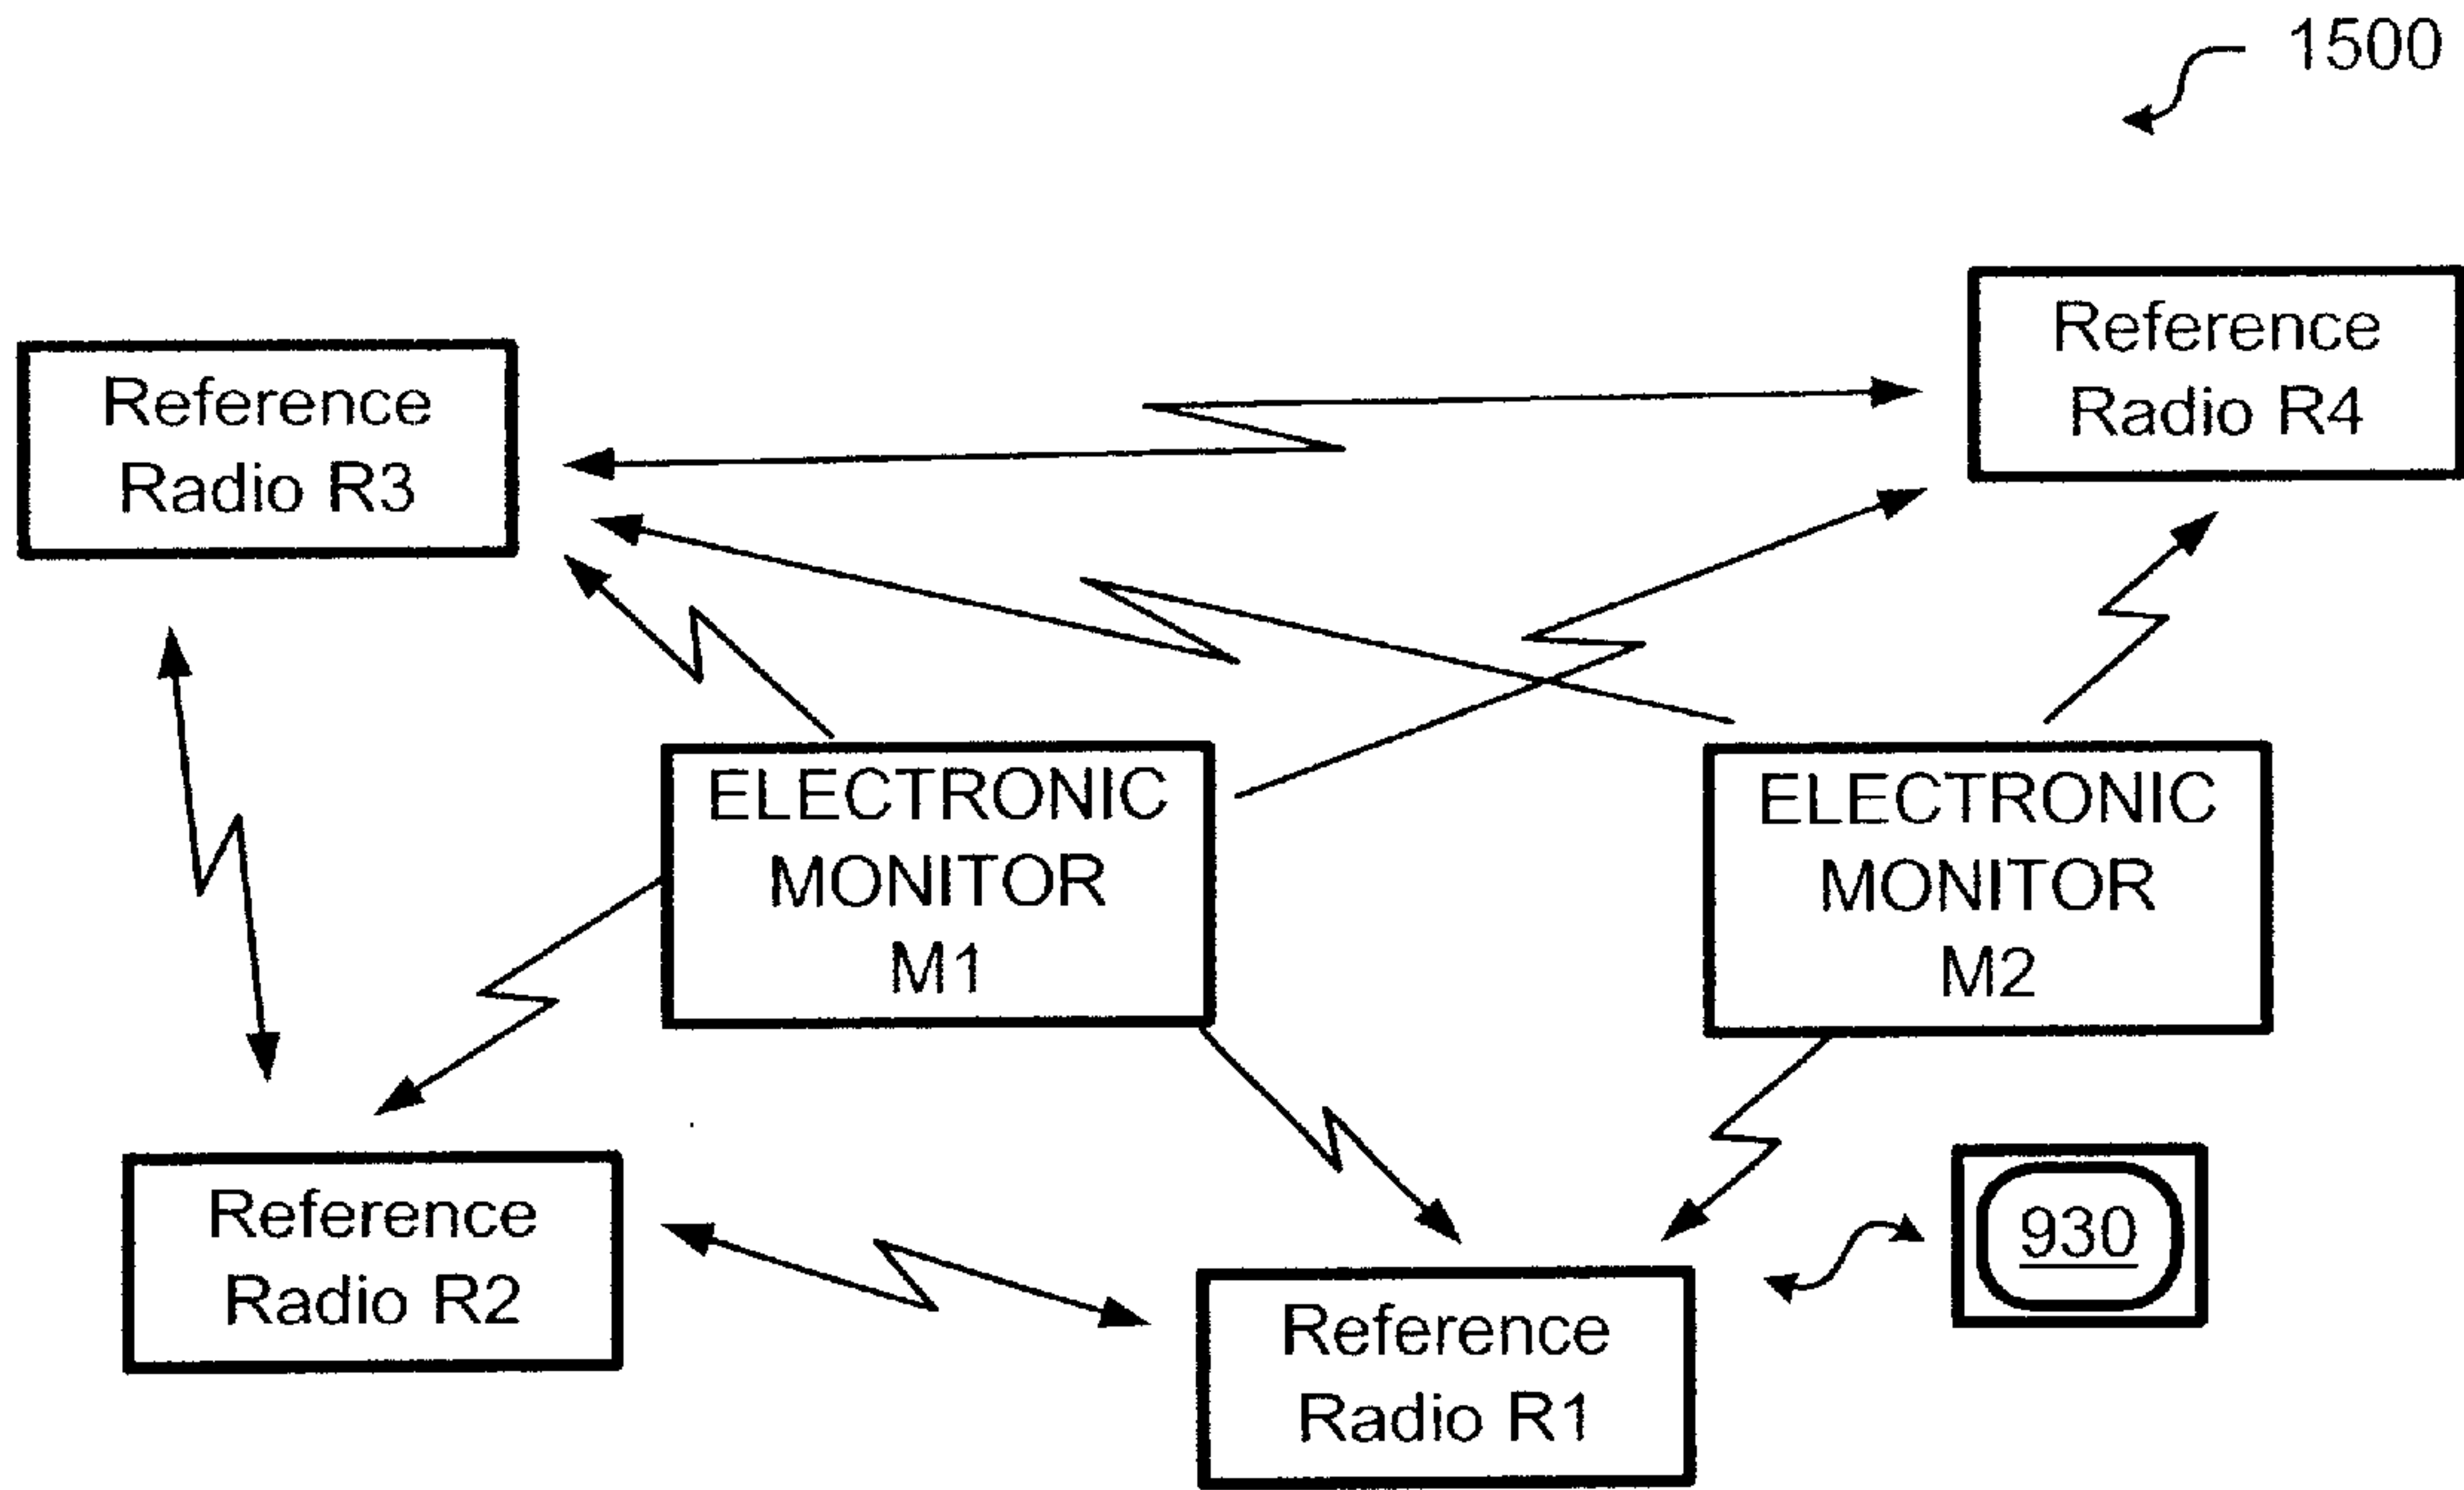 1500
Reference
Radio R4
Reference
Radio R3
ELECTRONIC
MONITOR
M1
ELECTRONIC
MONITOR
M2
Reference
Radio R2
930
Reference
Radio R1